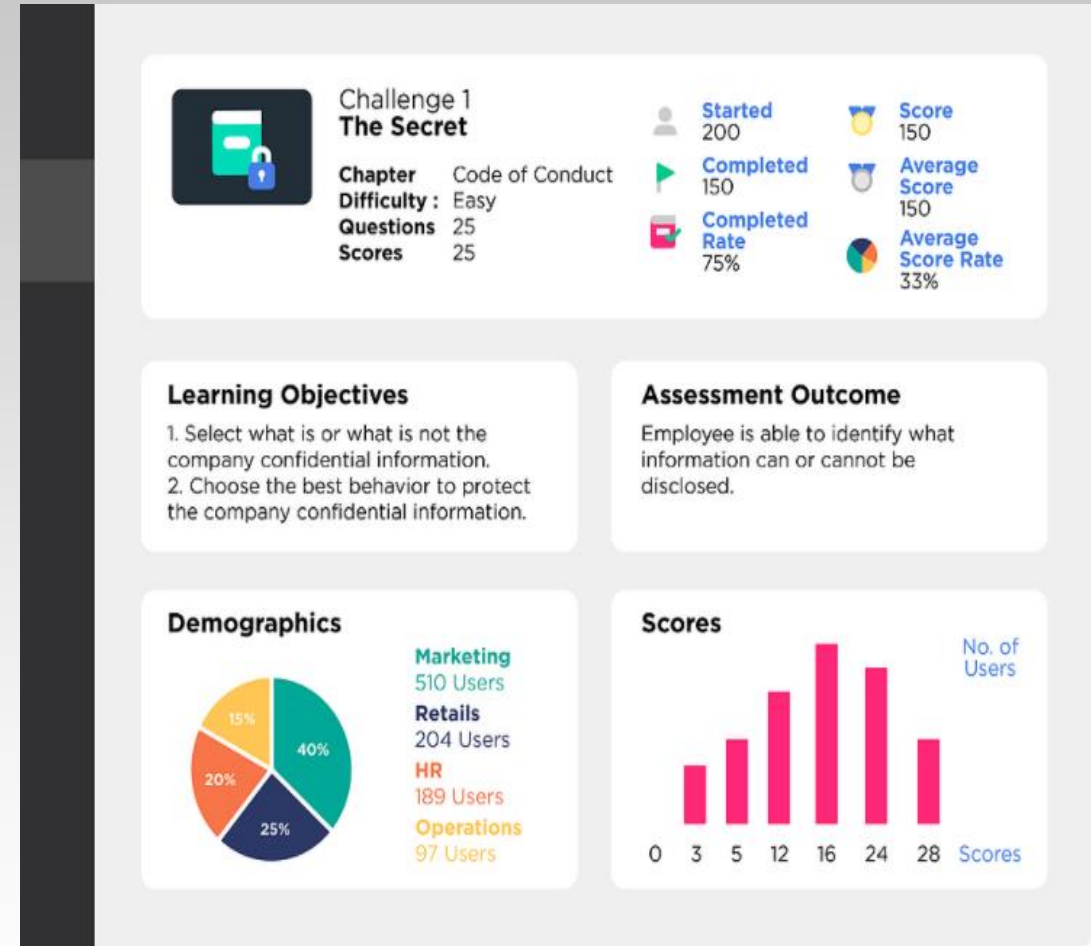 Challenge 1
The Secret
Chapter Code of Conduct
Difficulty : Easy
Questions 25
Scores 25
Started
200
Completed
150
Completed
Rate
75%
Score
150
Average
Score
150
Average
Score Rate
33%
Learning Objectives
1. Select what is or what is not the
company confidential information.
2. Choose the best behavior to protect
the company confidential information.
Assessment Outcome
Employee is able to identify what
information can or cannot be
disclosed.
Demographics
15%
40%
20%
25%
Marketing
510 Users
Retails
204 Users
HR
189 Users
Operations
97 Users
Scores
No. of
Users
0 3 5 12 16 24 28 Scores